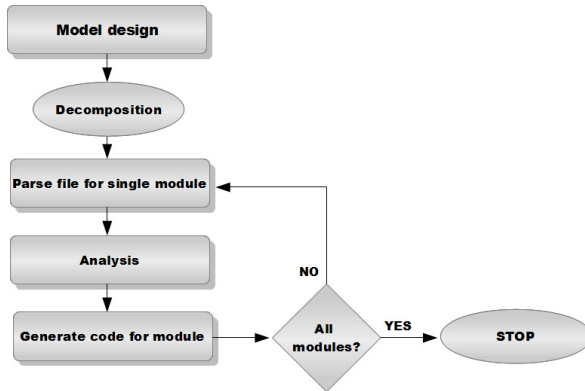 Model design
Decomposition
Parse file for single module
Analysis
Generate code for module
NO
All
modules?
YES
STOP